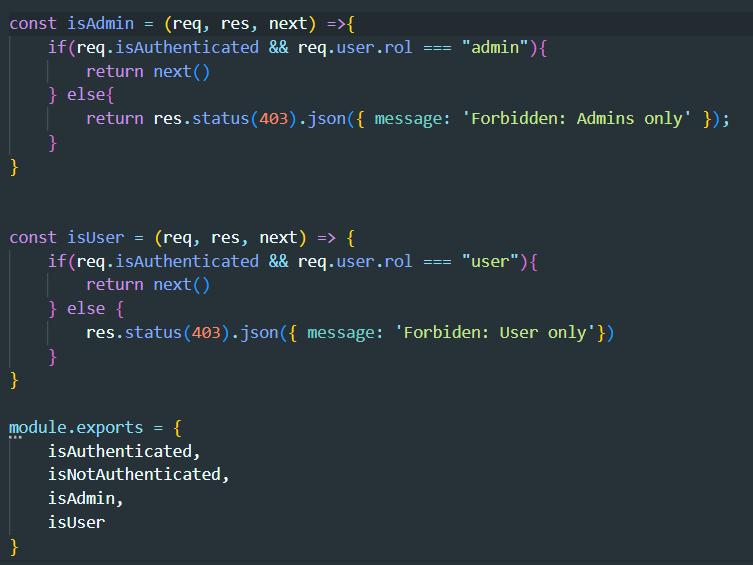 const isAdmin = (req, res, next) =>{
    if(req.isAuthenticated && req.user.rol === "admin"){
        return next()
    } else{
        return res.status(403).json({ message: 'Forbidden: Admins only' });
    }
}
const isUser = (req, res, next) => {
    if(req.isAuthenticated && req.user.rol === "user"){
        return next()
    } else {
        res.status(403).json({ message: 'Forbiden: User only'})
    }
}
module.exports = {
    isAuthenticated,
    isNotAuthenticated,
    isAdmin,
    isUser
}